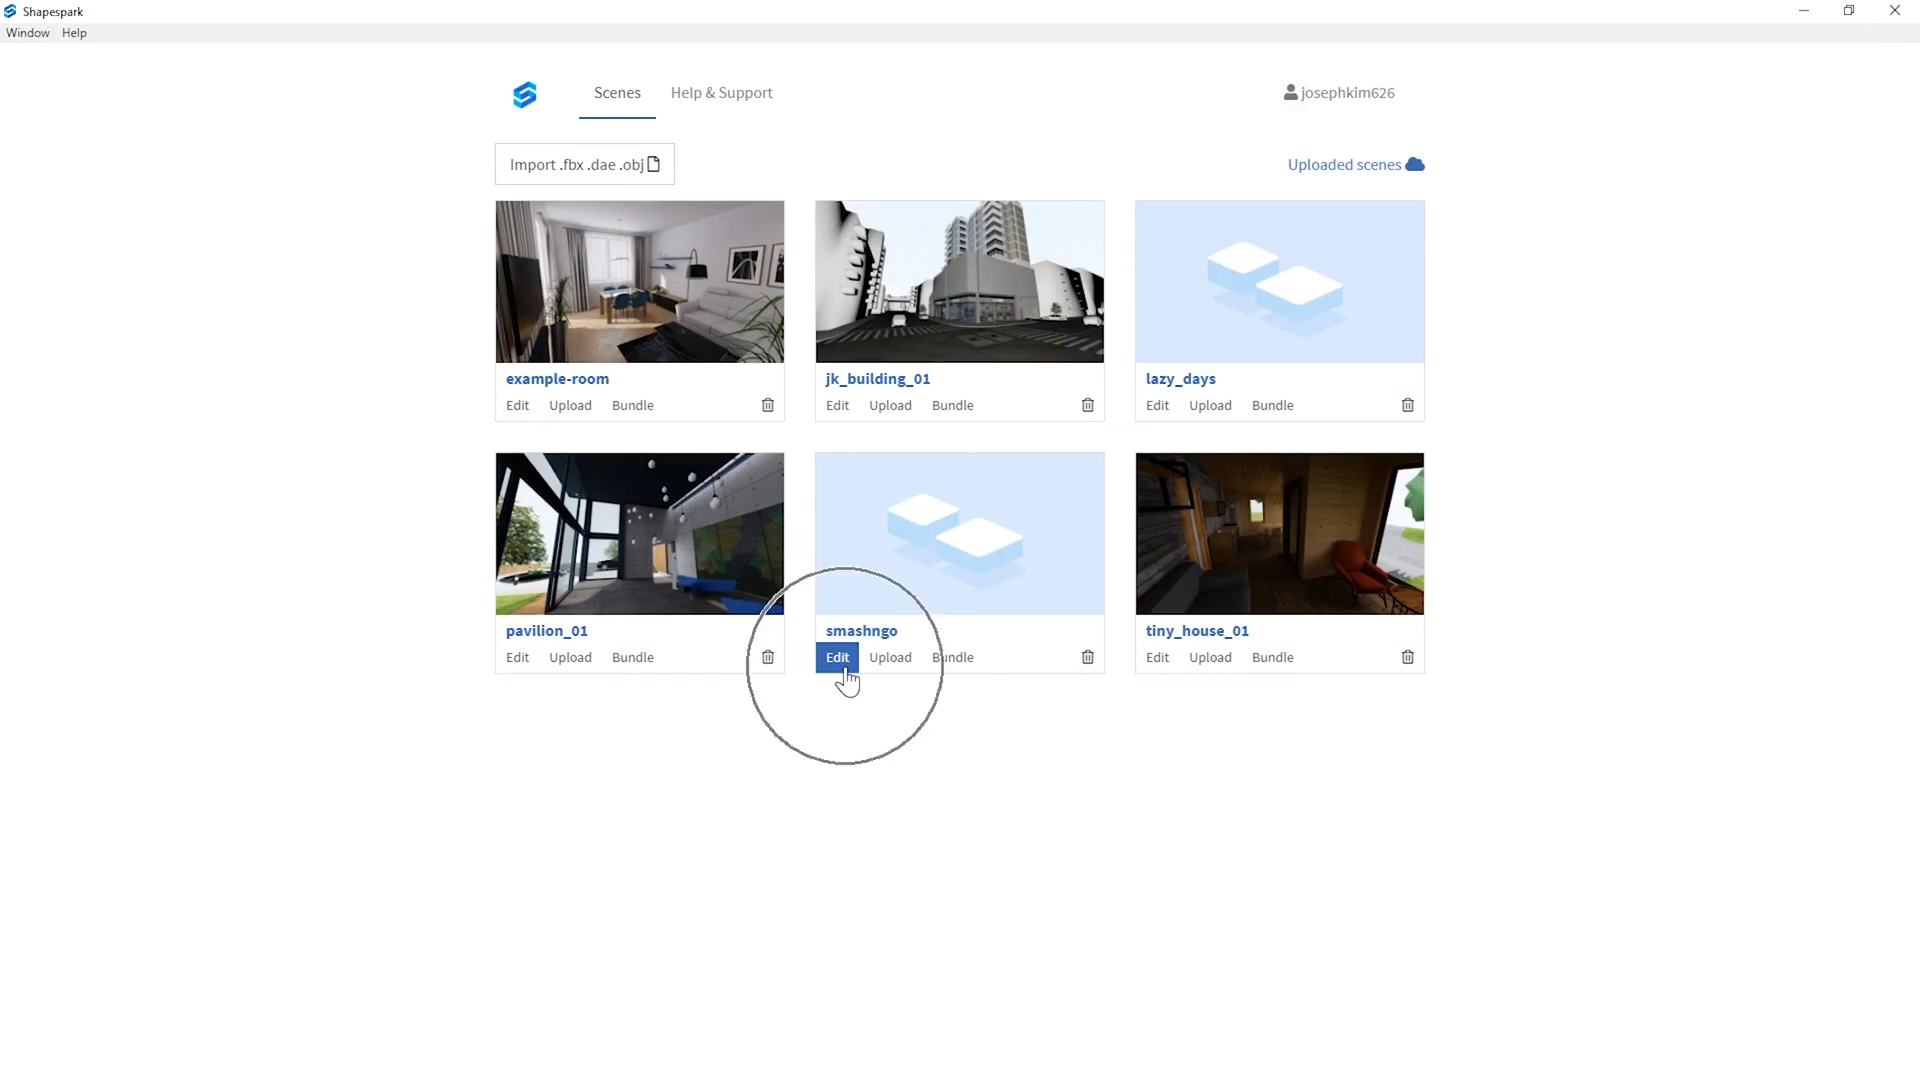 Shapespark
Window Help
Scenes Help & Support josephkim626
Import .fbx .dae .obj Uploaded scenes
example-room jk_building_01 lazy_days
Edit Upload Bundle Edit Upload Bundle Edit Upload Bundle
pavilion_01 smashngo tiny_house_01
Edit Upload Bundle Edit Upload Bundle Edit Upload Bundle